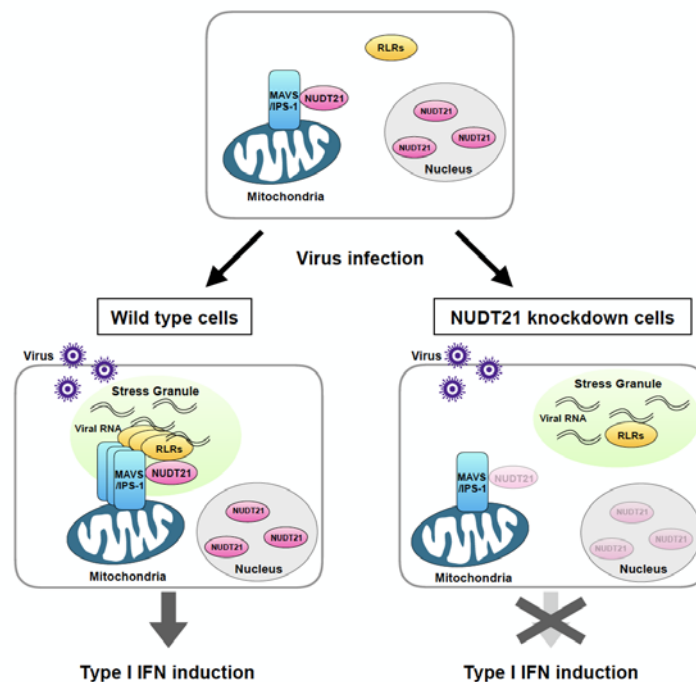 RLRs
MAVS
/IPS-1
NUDT21
NUDT21
NUDT21
NUDT21
Nucleus
Mitochondria
Virus infection
Wild type cells
NUDT21 knockdown cells
Virus
Stress Granule
Viral RNA
RLRs
MAVS
/IPS-1
NUDT21
NUDT21
NUDT21
NUDT21
Nucleus
Mitochondria
Type I IFN induction
Virus
Stress Granule
Viral RNA
RLRs
MAVS
/IPS-1
NUDT21
NUDT21
NUDT21
NUDT21
Nucleus
Mitochondria
Type I IFN induction